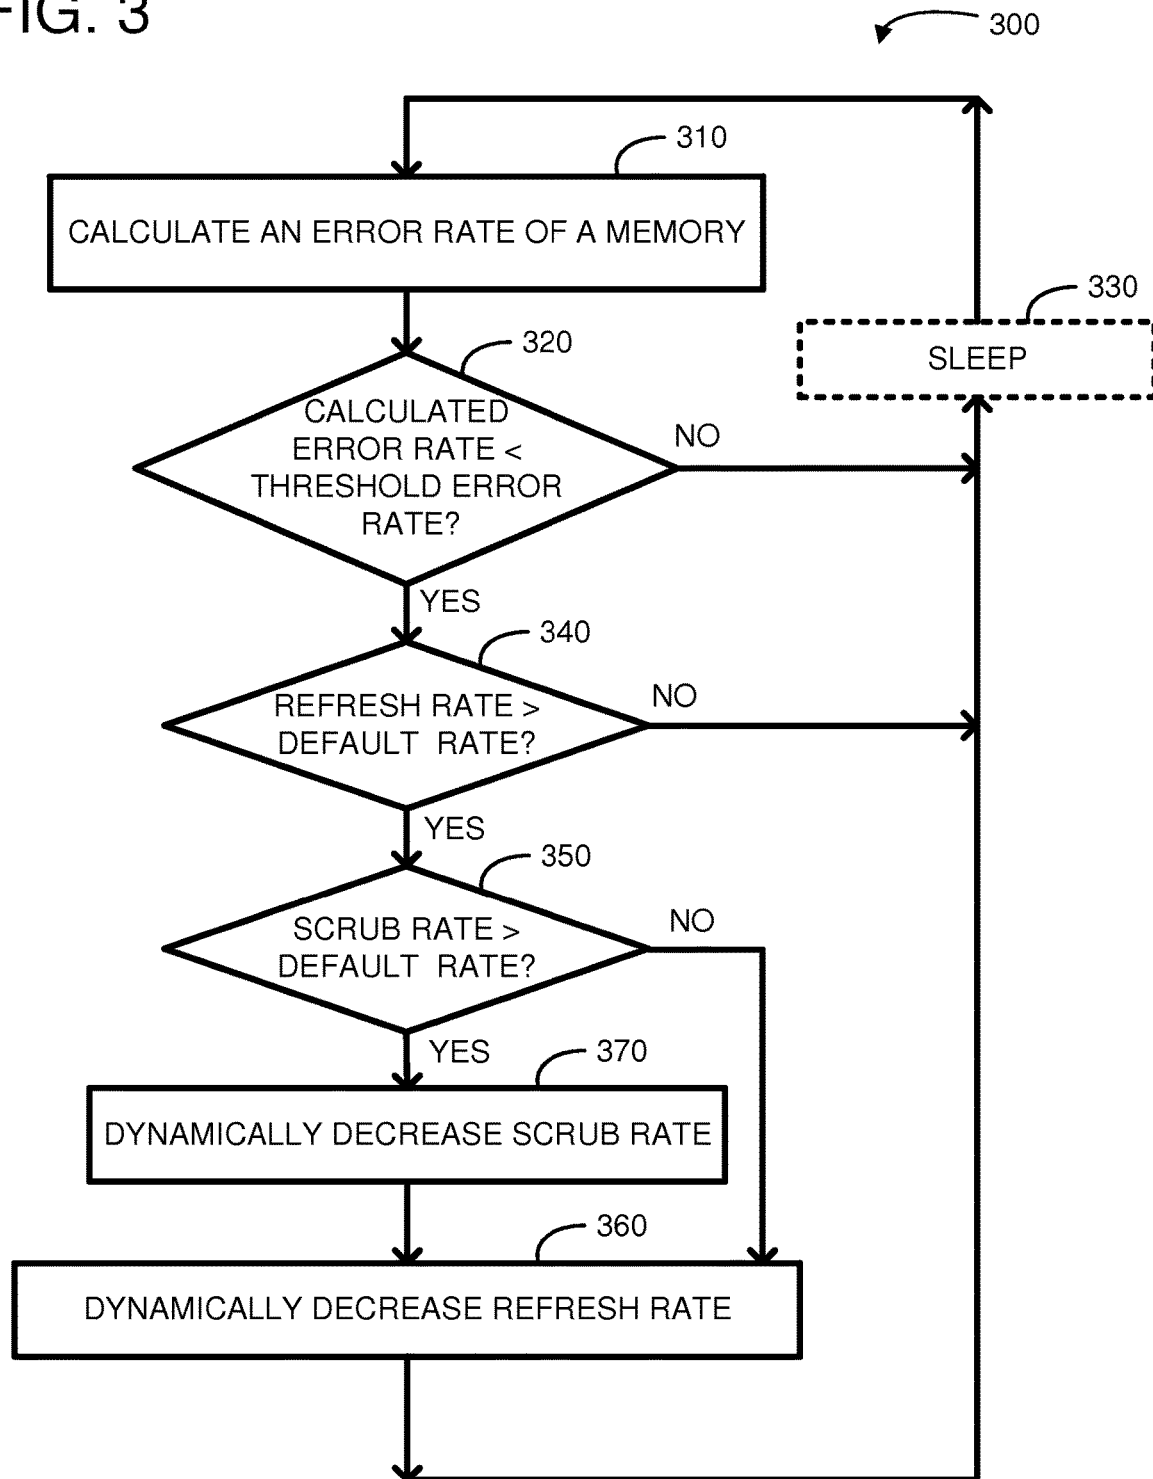 FIG. 3
300
310
CALCULATE AN ERROR RATE OF A MEMORY
330
SLEEP
320
CALCULATED
ERROR RATE <
THRESHOLD ERROR
RATE?
NO
YES
340
REFRESH RATE >
DEFAULT RATE?
NO
YES
350
SCRUB RATE >
DEFAULT RATE?
NO
YES
370
DYNAMICALLY DECREASE SCRUB RATE
360
DYNAMICALLY DECREASE REFRESH RATE